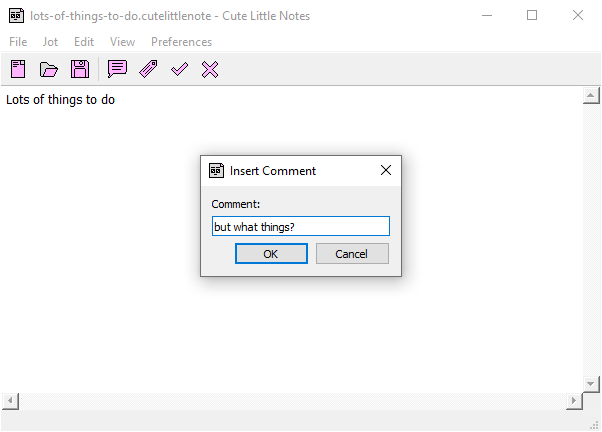 lots-of-things-to-do.cutelittlenote - Cute Little Notes
File Jot Edit View Preferences
Lots of things to do
Insert Comment
Comment:
but what things?
OK Cancel